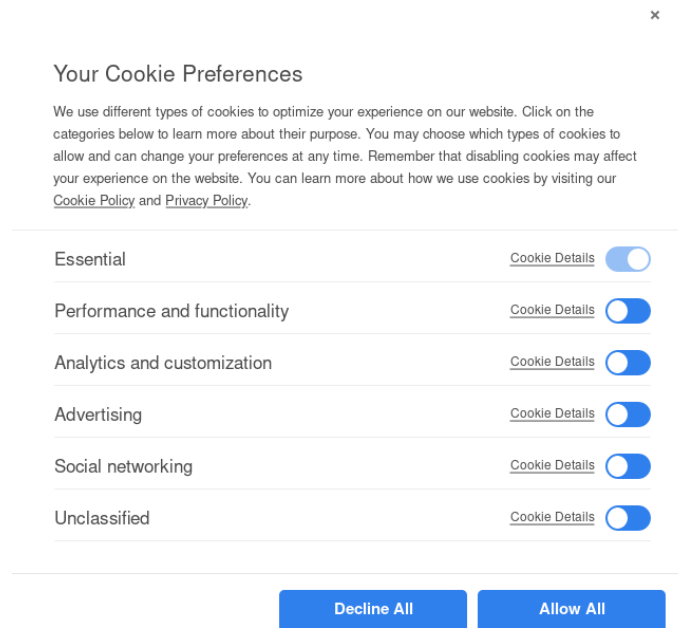 ×
Your Cookie Preferences
We use different types of cookies to optimize your experience on our website. Click on the
categories below to learn more about their purpose. You may choose which types of cookies to
allow and can change your preferences at any time. Remember that disabling cookies may affect
your experience on the website. You can learn more about how we use cookies by visiting our
Cookie Policy and Privacy Policy.
Essential Cookie Details
Performance and functionality Cookie Details
Analytics and customization Cookie Details
Advertising Cookie Details
Social networking Cookie Details
Unclassified Cookie Details
Decline All Allow All